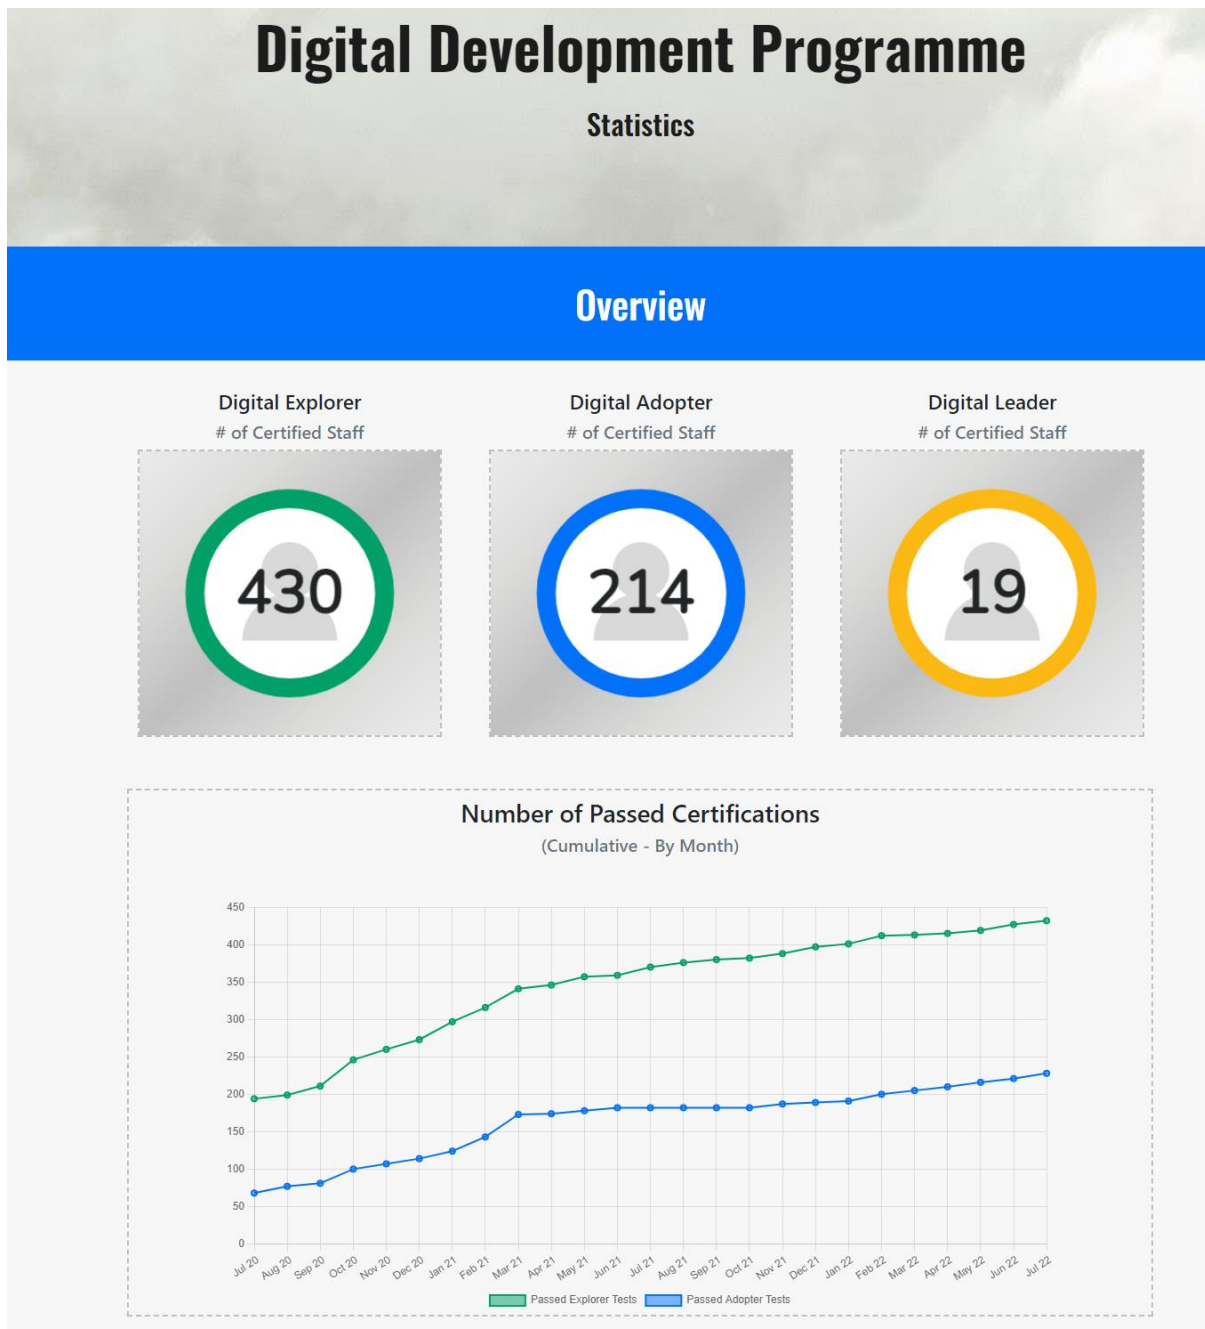 Digital Development Programme
Statistics
Overview
Digital Explorer
# of Certified Staff
430
Digital Adopter
# of Certified Staff
214
Digital Leader
# of Certified Staff
19
Number of Passed Certifications
(Cumulative - By Month)
450
400
350
300
250
200
150
100
50
0
Jul 20 Aug 20 Sep 20 Oct 20 Nov 20 Dec 20 Jan 21 Feb 21 Mar 21 Apr 21 May 21 Jun 21 Jul 21 Aug 21 Sep 21 Oct 21 Nov 21 Dec 21 Jan 22 Feb 22 Mar 22 Apr 22 May 22 Jun 22 Jul 22
Passed Explorer Tests Passed Adopter Tests